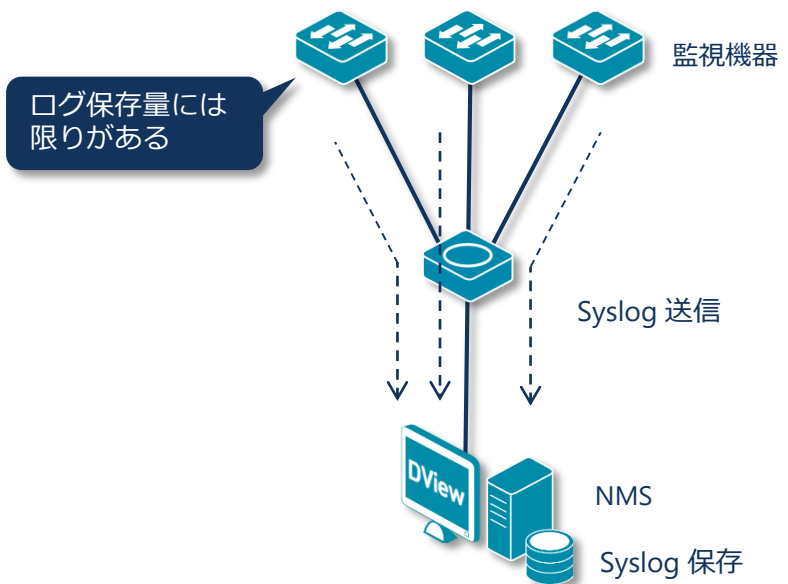 監視機器
ログ保存量には
限りがある
Syslog 送信
DView
NMS
Syslog 保存